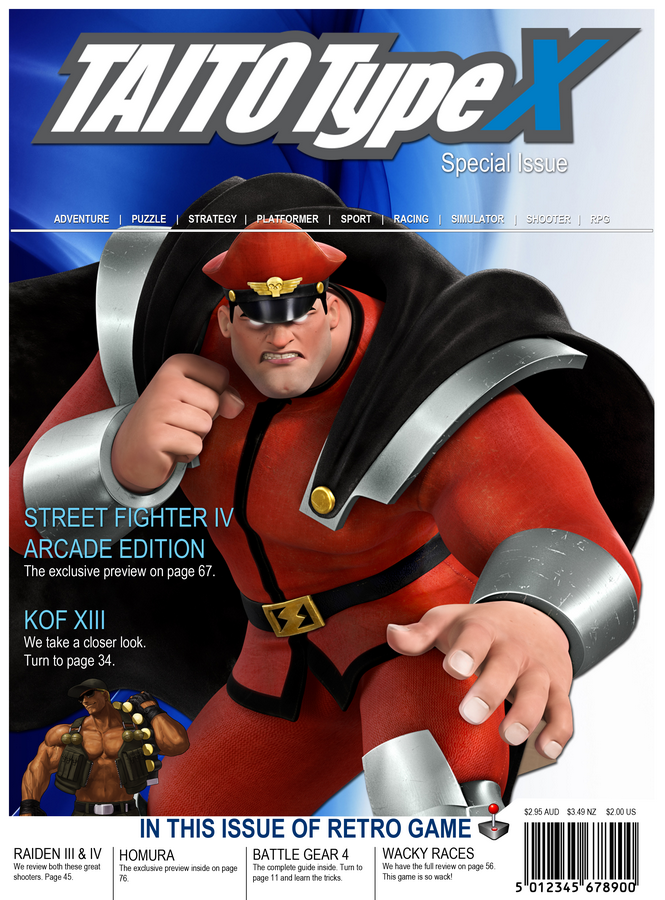 TAITO Type X
Special Issue
ADVENTURE | PUZZLE | STRATEGY | PLATFORMER | SPORT | RACING | SIMULATOR | SHOOTER | RPG
STREET FIGHTER IV
ARCADE EDITION
The exclusive preview on page 67.
KOF XIII
We take a closer look.
Turn to page 34.
IN THIS ISSUE OF RETRO GAME
$2.95 AUD $3.49 NZ $2.00 US
RAIDEN III & IV
We review both these great
shooters. Page 45.
HOMURA
The exclusive preview inside on page
76.
BATTLE GEAR 4
The complete guide inside. Turn to
page 11 and learn the tricks.
WACKY RACES
We have the full review on page 56.
This game is so wack!
5 012345 678900